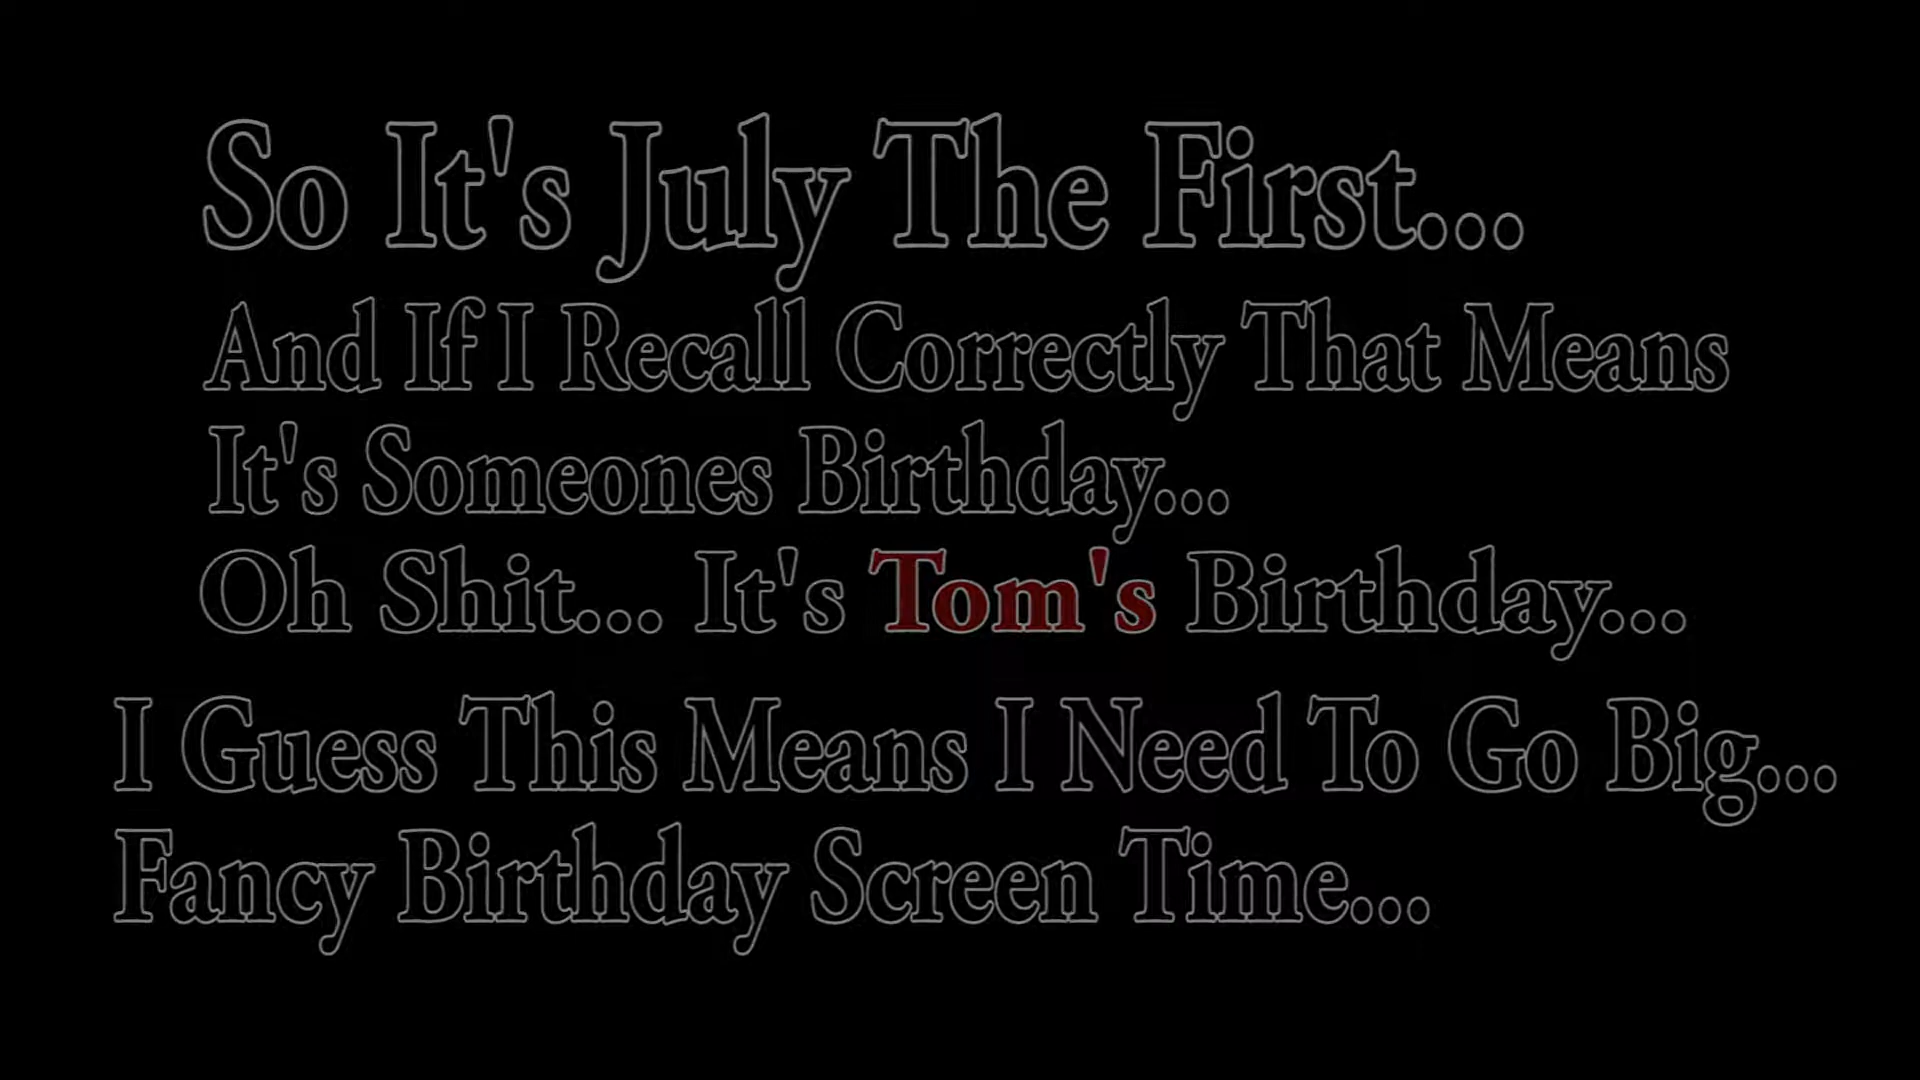 So It's July The First...
And If I Recall Correctly That Means
It's Someones Birthday...
Oh Shit... It's Tom's Birthday...
I Guess This Means I Need To Go Big...
Fancy Birthday Screen Time...